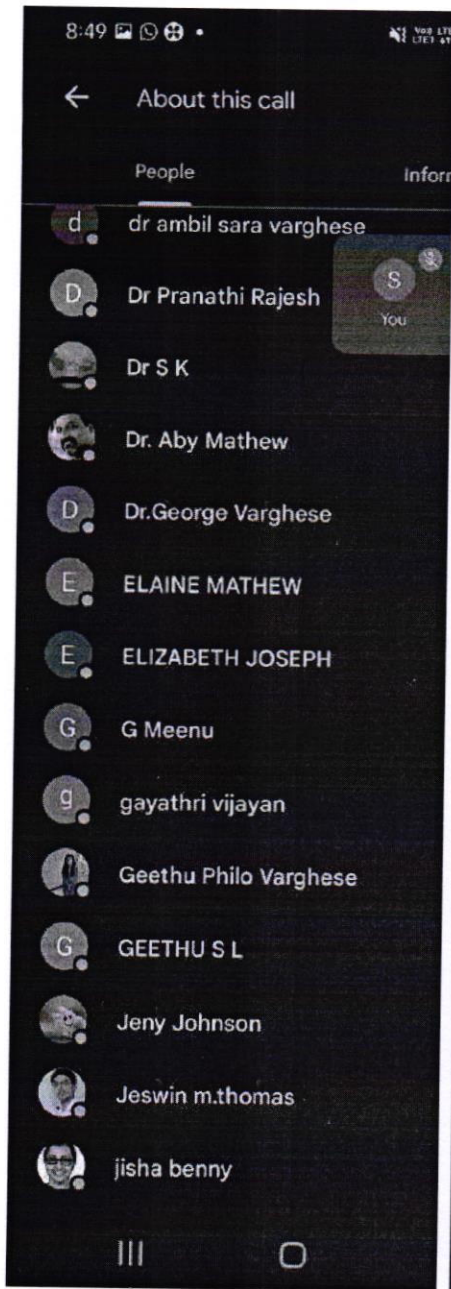 8:49
About this call
People Inform
d dr ambil sara varghese
S
You
D Dr Pranathi Rajesh
Dr S K
Dr. Aby Mathew
D Dr.George Varghese
E ELAINE MATHEW
E ELIZABETH JOSEPH
G G Meenu
g gayathri vijayan
Geethu Philo Varghese
G GEETHU S L
Jeny Johnson
Jeswin m.thomas
jisha benny